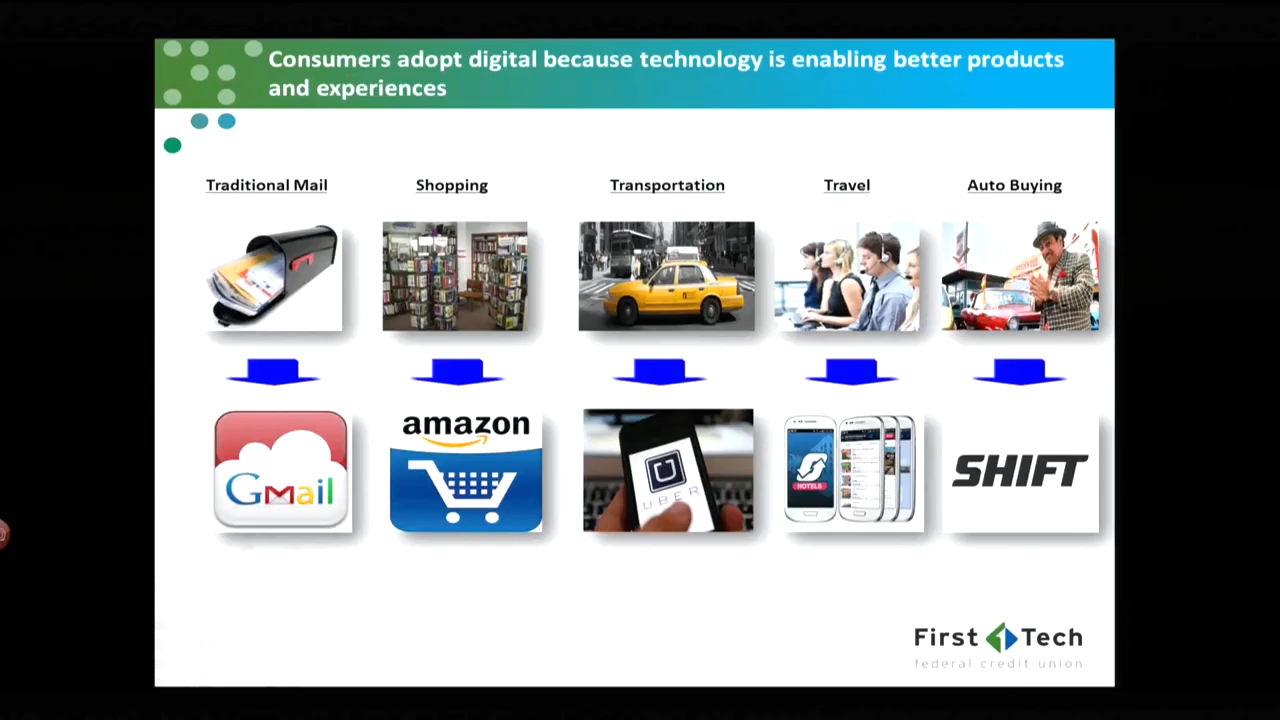 Consumers adopt digital because technology is enabling better products
and experiences
Traditional Mail
Shopping
Transportation
Travel
Auto Buying
Gmail
amazon
UBER
HOTELS
SHIFT
First Tech
federal credit union